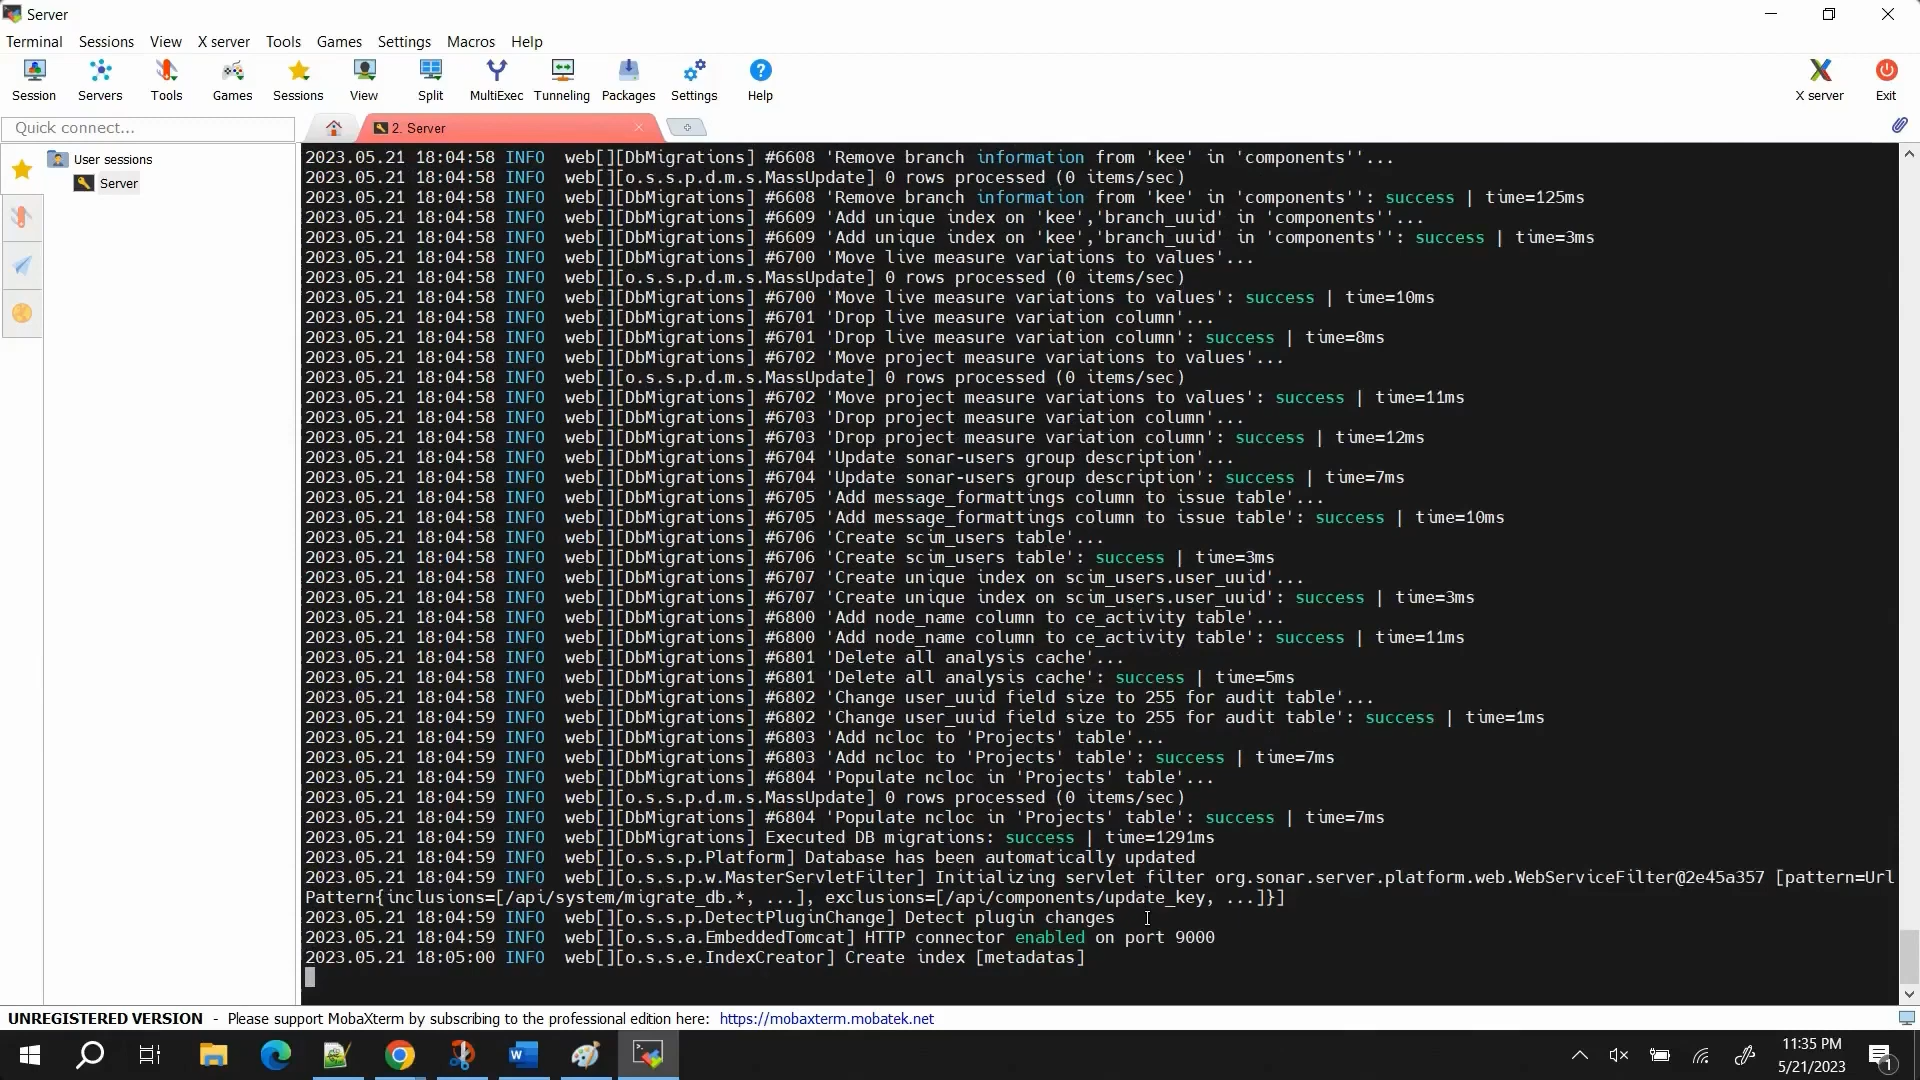 Server
Terminal Sessions View X server Tools Games Settings Macros Help
Session Servers Tools Games Sessions View Split MultiExec Tunneling Packages Settings Help X server Exit
Quick connect...
2. Server
User sessions
Server
2023.05.21 18:04:58 INFO  web[][DbMigrations] #6608 'Remove branch information from 'kee' in 'components''...
2023.05.21 18:04:58 INFO  web[][o.s.s.p.d.m.s.MassUpdate] 0 rows processed (0 items/sec)
2023.05.21 18:04:58 INFO  web[][DbMigrations] #6608 'Remove branch information from 'kee' in 'components'': success | time=125ms
2023.05.21 18:04:58 INFO  web[][DbMigrations] #6609 'Add unique index on 'kee','branch_uuid' in 'components''...
2023.05.21 18:04:58 INFO  web[][DbMigrations] #6609 'Add unique index on 'kee','branch_uuid' in 'components'': success | time=3ms
2023.05.21 18:04:58 INFO  web[][DbMigrations] #6700 'Move live measure variations to values'...
2023.05.21 18:04:58 INFO  web[][o.s.s.p.d.m.s.MassUpdate] 0 rows processed (0 items/sec)
2023.05.21 18:04:58 INFO  web[][DbMigrations] #6700 'Move live measure variations to values': success | time=10ms
2023.05.21 18:04:58 INFO  web[][DbMigrations] #6701 'Drop live measure variation column'...
2023.05.21 18:04:58 INFO  web[][DbMigrations] #6701 'Drop live measure variation column': success | time=8ms
2023.05.21 18:04:58 INFO  web[][DbMigrations] #6702 'Move project measure variations to values'...
2023.05.21 18:04:58 INFO  web[][o.s.s.p.d.m.s.MassUpdate] 0 rows processed (0 items/sec)
2023.05.21 18:04:58 INFO  web[][DbMigrations] #6702 'Move project measure variations to values': success | time=11ms
2023.05.21 18:04:58 INFO  web[][DbMigrations] #6703 'Drop project measure variation column'...
2023.05.21 18:04:58 INFO  web[][DbMigrations] #6703 'Drop project measure variation column': success | time=12ms
2023.05.21 18:04:58 INFO  web[][DbMigrations] #6704 'Update sonar-users group description'...
2023.05.21 18:04:58 INFO  web[][DbMigrations] #6704 'Update sonar-users group description': success | time=7ms
2023.05.21 18:04:58 INFO  web[][DbMigrations] #6705 'Add message_formattings column to issue table'...
2023.05.21 18:04:58 INFO  web[][DbMigrations] #6705 'Add message_formattings column to issue table': success | time=10ms
2023.05.21 18:04:58 INFO  web[][DbMigrations] #6706 'Create scim_users table'...
2023.05.21 18:04:58 INFO  web[][DbMigrations] #6706 'Create scim_users table': success | time=3ms
2023.05.21 18:04:58 INFO  web[][DbMigrations] #6707 'Create unique index on scim_users.user_uuid'...
2023.05.21 18:04:58 INFO  web[][DbMigrations] #6707 'Create unique index on scim_users.user_uuid': success | time=3ms
2023.05.21 18:04:58 INFO  web[][DbMigrations] #6800 'Add node_name column to ce_activity table'...
2023.05.21 18:04:58 INFO  web[][DbMigrations] #6800 'Add node_name column to ce_activity table': success | time=11ms
2023.05.21 18:04:58 INFO  web[][DbMigrations] #6801 'Delete all analysis cache'...
2023.05.21 18:04:58 INFO  web[][DbMigrations] #6801 'Delete all analysis cache': success | time=5ms
2023.05.21 18:04:58 INFO  web[][DbMigrations] #6802 'Change user_uuid field size to 255 for audit table'...
2023.05.21 18:04:59 INFO  web[][DbMigrations] #6802 'Change user_uuid field size to 255 for audit table': success | time=1ms
2023.05.21 18:04:59 INFO  web[][DbMigrations] #6803 'Add ncloc to 'Projects' table'...
2023.05.21 18:04:59 INFO  web[][DbMigrations] #6803 'Add ncloc to 'Projects' table': success | time=7ms
2023.05.21 18:04:59 INFO  web[][DbMigrations] #6804 'Populate ncloc in 'Projects' table'...
2023.05.21 18:04:59 INFO  web[][o.s.s.p.d.m.s.MassUpdate] 0 rows processed (0 items/sec)
2023.05.21 18:04:59 INFO  web[][DbMigrations] #6804 'Populate ncloc in 'Projects' table': success | time=7ms
2023.05.21 18:04:59 INFO  web[][DbMigrations] Executed DB migrations: success | time=1291ms
2023.05.21 18:04:59 INFO  web[][o.s.s.p.Platform] Database has been automatically updated
2023.05.21 18:04:59 INFO  web[][o.s.s.p.w.MasterServletFilter] Initializing servlet filter org.sonar.server.platform.web.WebServiceFilter@2e45a357 [pattern=Url
Pattern{inclusions=[/api/system/migrate_db.*, ...], exclusions=[/api/components/update_key, ...]}]
2023.05.21 18:04:59 INFO  web[][o.s.s.p.DetectPluginChange] Detect plugin changes
2023.05.21 18:04:59 INFO  web[][o.s.s.a.EmbeddedTomcat] HTTP connector enabled on port 9000
2023.05.21 18:05:00 INFO  web[][o.s.s.e.IndexCreator] Create index [metadatas]
UNREGISTERED VERSION - Please support MobaXterm by subscribing to the professional edition here: https://mobaxterm.mobatek.net
11:35 PM
5/21/2023
1